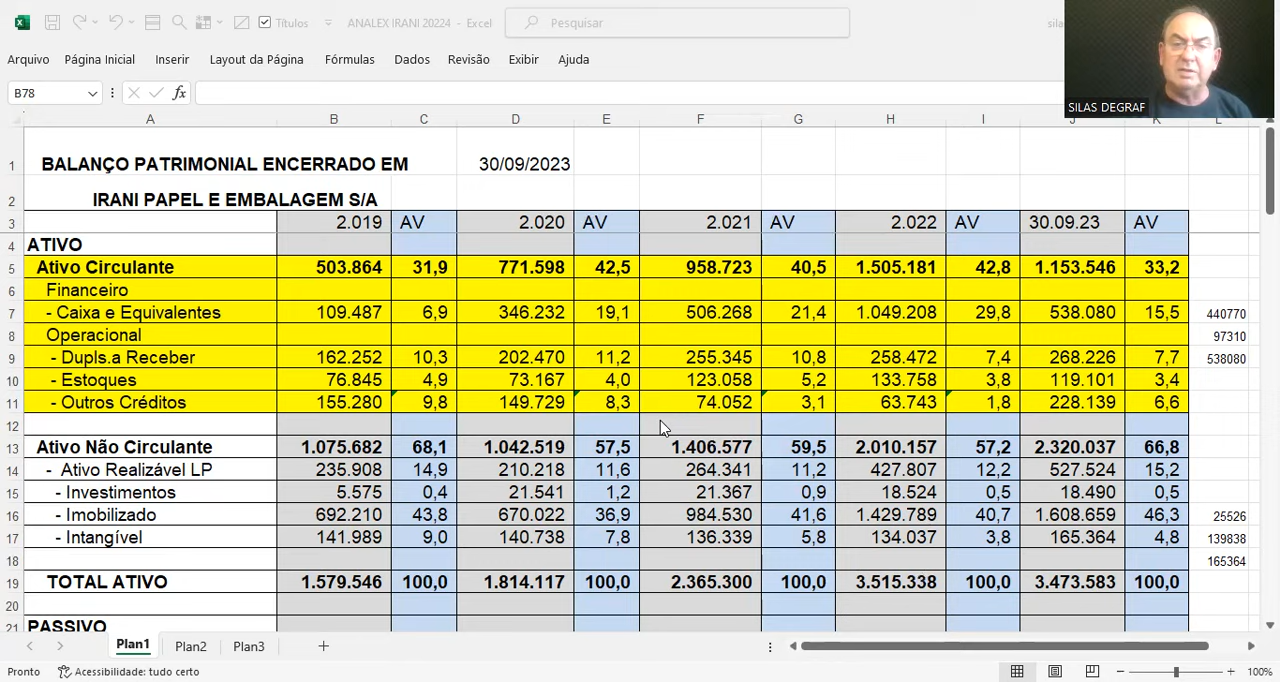 Títulos ANALEX IRANI 20224 - Excel Pesquisar sila
Arquivo Página Inicial Inserir Layout da Página Fórmulas Dados Revisão Exibir Ajuda
SILAS DEGRAF
B78 fx
A B C D E F G H I J K L
1 BALANÇO PATRIMONIAL ENCERRADO EM 30/09/2023
2 IRANI PAPEL E EMBALAGEM S/A
3 2.019 AV 2.020 AV 2.021 AV 2.022 AV 30.09.23 AV
4 ATIVO
5 Ativo Circulante 503.864 31,9 771.598 42,5 958.723 40,5 1.505.181 42,8 1.153.546 33,2
6 Financeiro
7 - Caixa e Equivalentes 109.487 6,9 346.232 19,1 506.268 21,4 1.049.208 29,8 538.080 15,5 440770
8 Operacional 97310
9 - Dupls.a Receber 162.252 10,3 202.470 11,2 255.345 10,8 258.472 7,4 268.226 7,7 538080
10 - Estoques 76.845 4,9 73.167 4,0 123.058 5,2 133.758 3,8 119.101 3,4
11 - Outros Créditos 155.280 9,8 149.729 8,3 74.052 3,1 63.743 1,8 228.139 6,6
12
13 Ativo Não Circulante 1.075.682 68,1 1.042.519 57,5 1.406.577 59,5 2.010.157 57,2 2.320.037 66,8
14 - Ativo Realizável LP 235.908 14,9 210.218 11,6 264.341 11,2 427.807 12,2 527.524 15,2
15 - Investimentos 5.575 0,4 21.541 1,2 21.367 0,9 18.524 0,5 18.490 0,5
16 - Imobilizado 692.210 43,8 670.022 36,9 984.530 41,6 1.429.789 40,7 1.608.659 46,3 25526
17 - Intangível 141.989 9,0 140.738 7,8 136.339 5,8 134.037 3,8 165.364 4,8 139838
18 165364
19 TOTAL ATIVO 1.579.546 100,0 1.814.117 100,0 2.365.300 100,0 3.515.338 100,0 3.473.583 100,0
20
21 PASSIVO
Plan1 Plan2 Plan3
Pronto Acessibilidade: tudo certo 100%